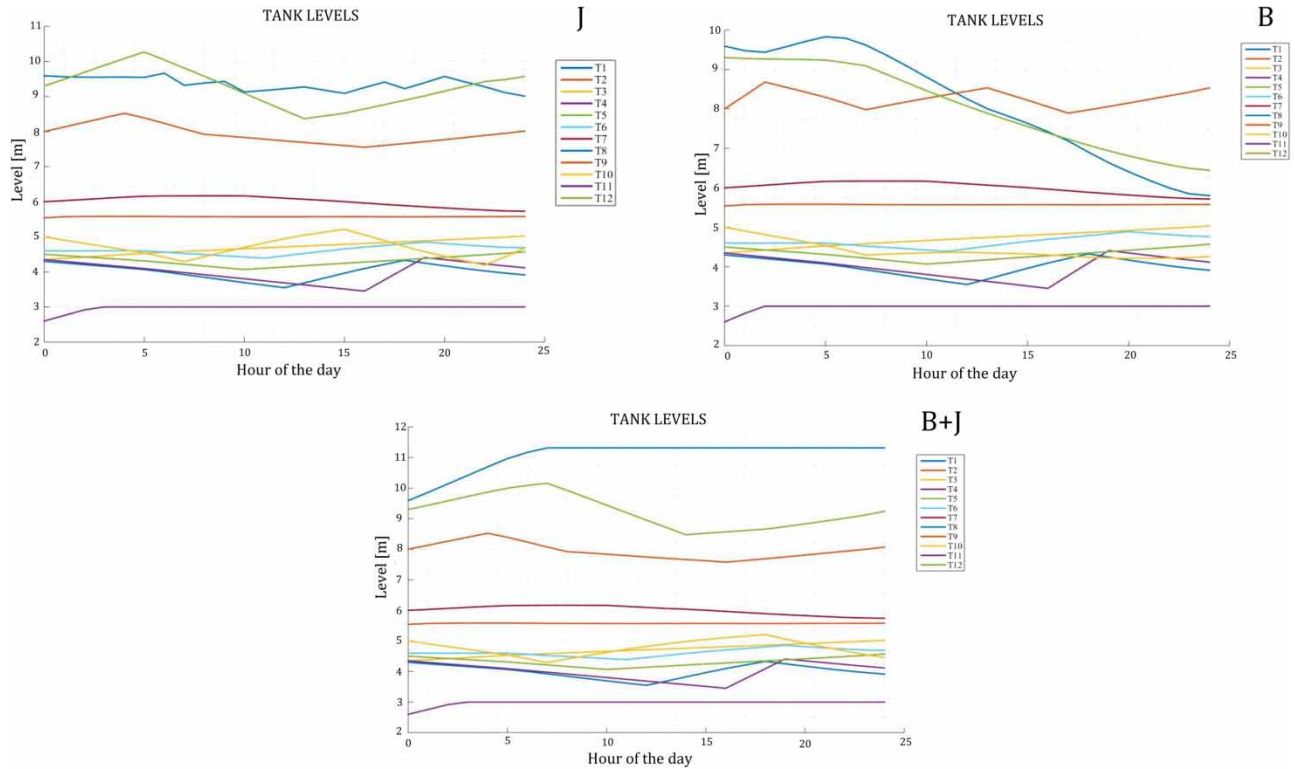 TANK LEVELS
J
Level [m]
11
10
9
8
7
6
5
4
3
2
0 5 10 15 20 25
Hour of the day
T1
T2
T3
T4
T5
T6
T7
T8
T9
T10
T11
T12
TANK LEVELS
B
Level [m]
10
9
8
7
6
5
4
3
2
0 5 10 15 20 25
Hour of the day
T1
T2
T3
T4
T5
T6
T7
T8
T9
T10
T11
T12
TANK LEVELS
B+J
Level [m]
12
11
10
9
8
7
6
5
4
3
2
0 5 10 15 20 25
Hour of the day
T1
T2
T3
T4
T5
T6
T7
T8
T9
T10
T11
T12